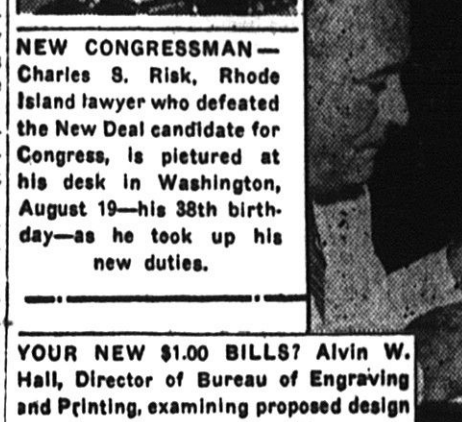 NEW CONGRESSMAN—
Charles S. Risk, Rhode
Island lawyer who defeated
the New Deal candidate for
Congress, is pictured at
his desk in Washington,
August 19—his 38th birth-
day—as he took up his
new duties.
YOUR NEW $1.00 BILLS? Alvin W.
Hall, Director of Bureau of Engraving
and Printing, examining proposed design